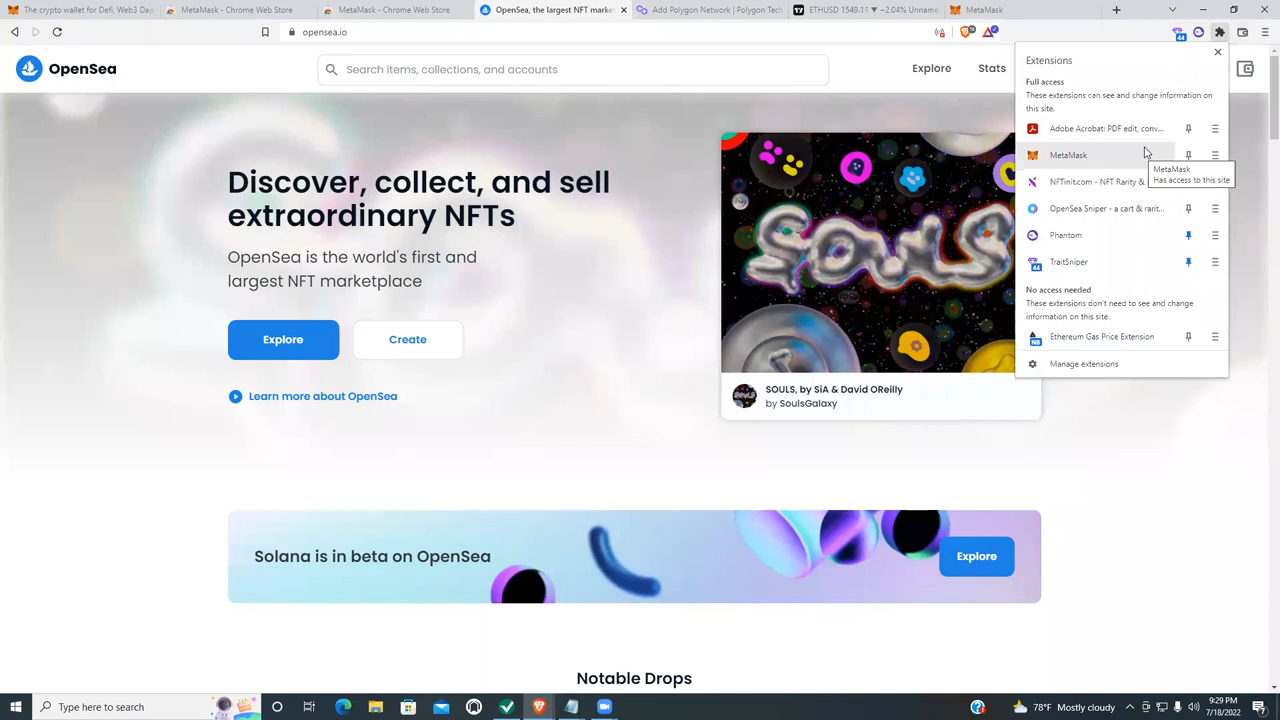 The crypto wallet for Defi, Web3 Dap
MetaMask - Chrome Web Store
MetaMask - Chrome Web Store
OpenSea, the largest NFT marke
Add Polygon Network | Polygon Tech
ETHUSD 1549.11 ▼ +2.04% Unname
MetaMask
opensea.io
44
OpenSea
Search items, collections, and accounts
Explore
Stats
Extensions
Full access
These extensions can see and change information on
this site.
Adobe Acrobat: PDF edit, conv...
MetaMask
MetaMask
Has access to this site
NFTinit.com - NFT Rarity &
OpenSea Sniper - a cart & rarit...
Phantom
TraitSniper
44
No access needed
These extensions don't need to see and change
information on this site.
Ethereum Gas Price Extension
NB
Manage extensions
Discover, collect, and sell
extraordinary NFTs
OpenSea is the world's first and
largest NFT marketplace
Explore
Create
Learn more about OpenSea
SOULS
SOULS, by SiA & David OReilly
by SoulsGalaxy
Solana is in beta on OpenSea
Explore
Notable Drops
Type here to search
78°F Mostly cloudy
9:29 PM
7/18/2022